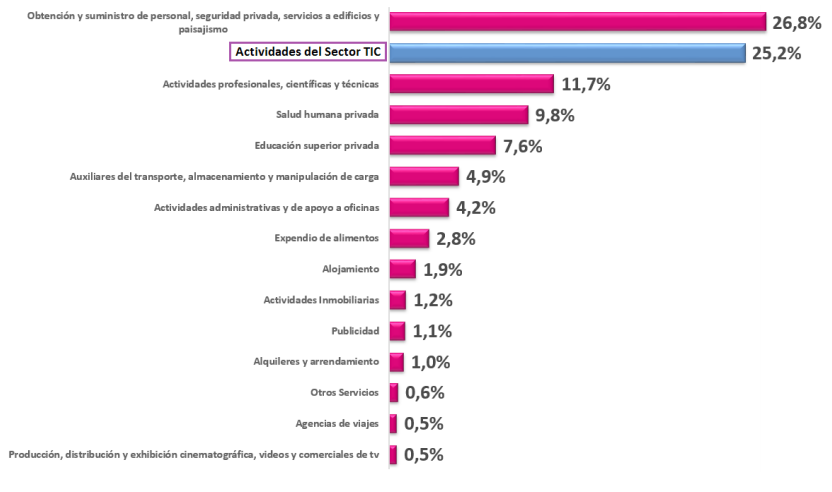 Obtención y suministro de personal, seguridad privada, servicios a edificios y
paisajismo
26,8%
Actividades del Sector TIC
25,2%
Actividades profesionales, científicas y técnicas
11,7%
Salud humana privada
9,8%
Educación superior privada
7,6%
Auxiliares del transporte, almacenamiento y manipulación de carga
4,9%
Actividades administrativas y de apoyo a oficinas
4,2%
Expendio de alimentos
2,8%
Alojamiento
1,9%
Actividades Inmobiliarias
1,2%
Publicidad
1,1%
Alquileres y arrendamiento
1,0%
Otros Servicios
0,6%
Agencias de viajes
0,5%
Producción, distribución y exhibición cinematográfica, videos y comerciales de tv
0,5%